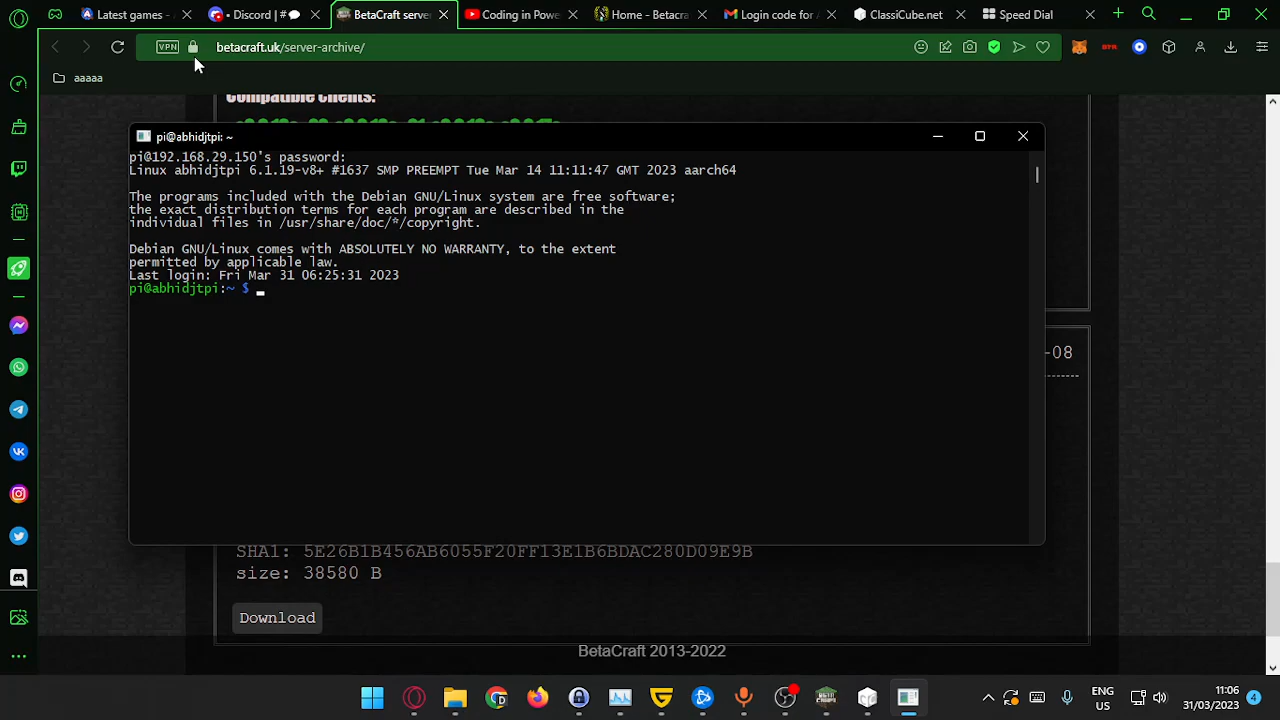 Latest games -
• Discord | #
BetaCraft serve
Coding in Powe
Home - Betacra
Login code for A
ClassiCube.net
Speed Dial
VPN
betacraft.uk/server-archive/
aaaaa
Compatible clients:
pi@abhidjtpi: ~
pi@192.168.29.150's password:
Linux abhidjtpi 6.1.19-v8+ #1637 SMP PREEMPT Tue Mar 14 11:11:47 GMT 2023 aarch64
The programs included with the Debian GNU/Linux system are free software;
the exact distribution terms for each program are described in the
individual files in /usr/share/doc/*/copyright.
Debian GNU/Linux comes with ABSOLUTELY NO WARRANTY, to the extent
permitted by applicable law.
Last login: Fri Mar 31 06:25:31 2023
pi@abhidjtpi:~ $
-08
SHA1: 5E26B1B456AB6055F20FF13E1B6BDAC280D09E9B
size: 38580 B
Download
BetaCraft 2013-2022
ENG
US
11:06
31/03/2023
4